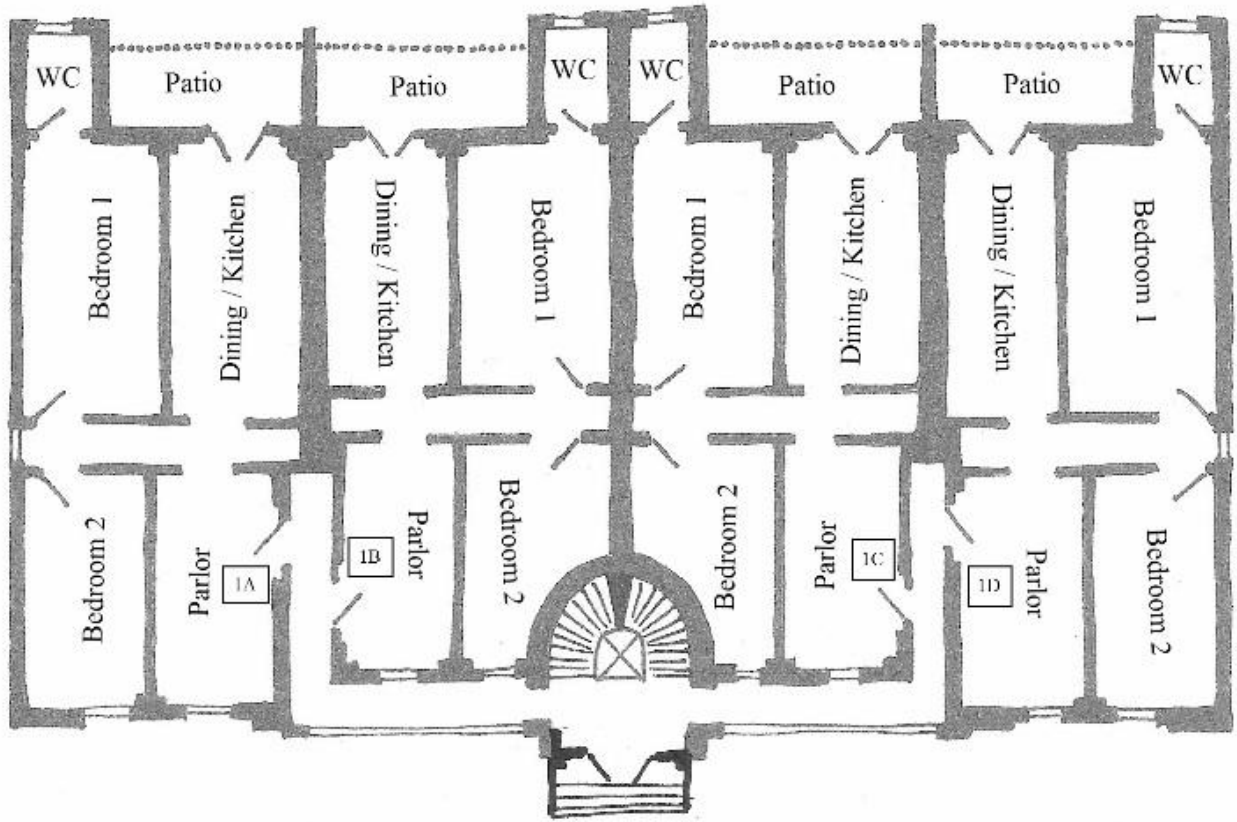 WC
Patio
Patio
WC
WC
Patio
Patio
WC
Bedroom 1
Dining / Kitchen
Dining / Kitchen
Bedroom 1
Bedroom 1
Dining / Kitchen
Dining / Kitchen
Bedroom 1
Bedroom 2
Parlor
1A
1B
Parlor
Bedroom 2
Bedroom 2
Parlor
1C
1D
Parlor
Bedroom 2